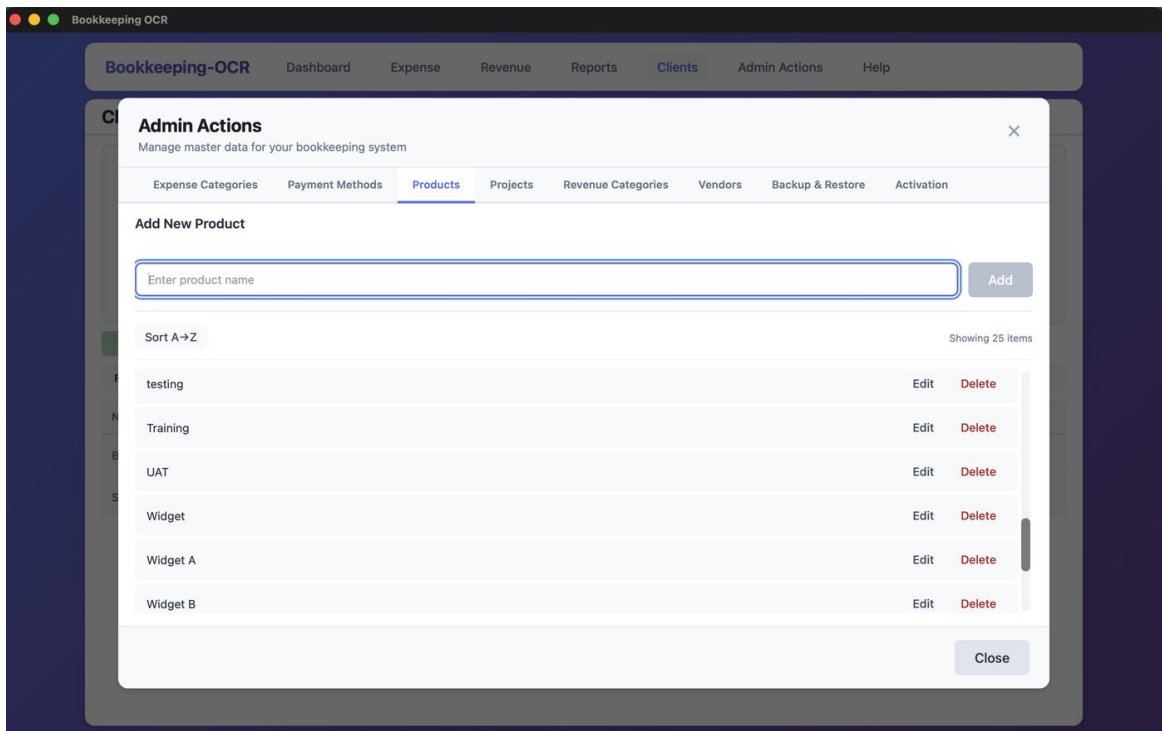 Bookkeeping OCR
Bookkeeping-OCR Dashboard Expense Revenue Reports Clients Admin Actions Help
Admin Actions
Manage master data for your bookkeeping system
Expense Categories Payment Methods Products Projects Revenue Categories Vendors Backup & Restore Activation
Add New Product
Enter product name Add
Sort A→Z Showing 25 items
testing Edit Delete
Training Edit Delete
UAT Edit Delete
Widget Edit Delete
Widget A Edit Delete
Widget B Edit Delete
Close